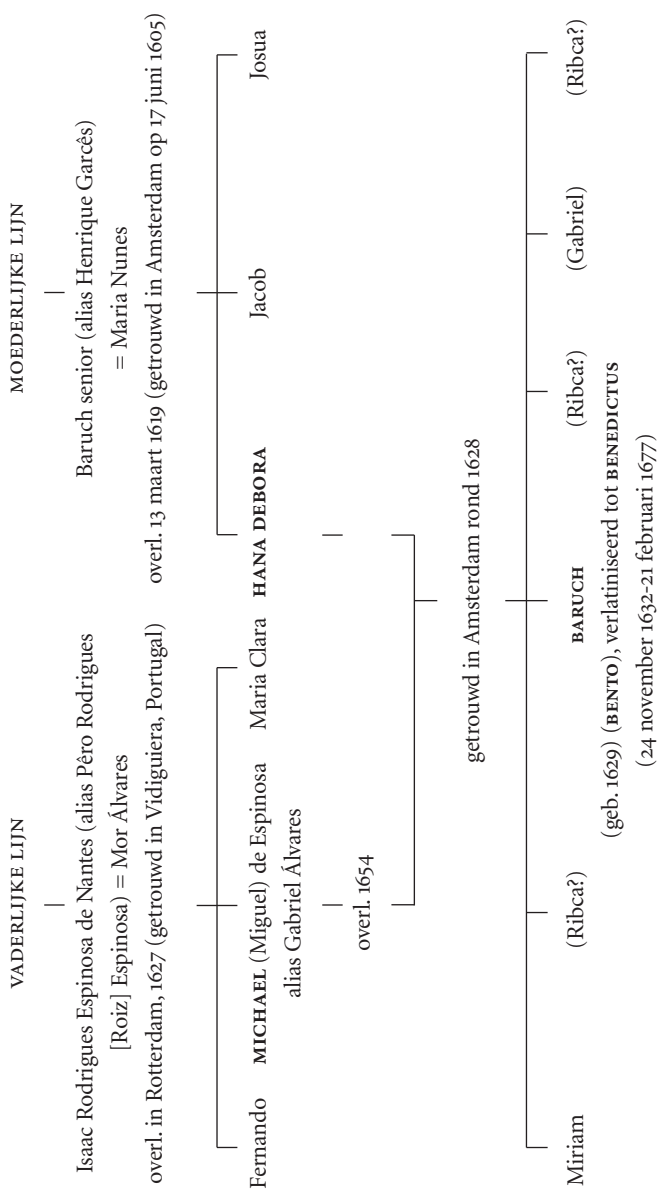 VADERLIJKE LIJN
MOEDERLIJKE LIJN
Isaac Rodrigues Espinosa de Nantes (alias Pêro Rodrigues
[Roiz] Espinosa) = Mor Álvares
overl. in Rotterdam, 1627 (getrouwd in Vidiguiera, Portugal)
Baruch senior (alias Henrique Garcês)
= Maria Nunes
overl. 13 maart 1619 (getrouwd in Amsterdam op 17 juni 1605)
Fernando
MICHAEL (Miguel) de Espinosa
alias Gabriel Álvares
overl. 1654
Maria Clara
HANA DEBORA
Jacob
Josua
getrouwd in Amsterdam rond 1628
Miriam
(Ribca?)
BARUCH
(Ribca?)
(Gabriel)
(Ribca?)
(geb. 1629) (BENTO), verlatiniseerd tot BENEDICTUS
(24 november 1632-21 februari 1677)